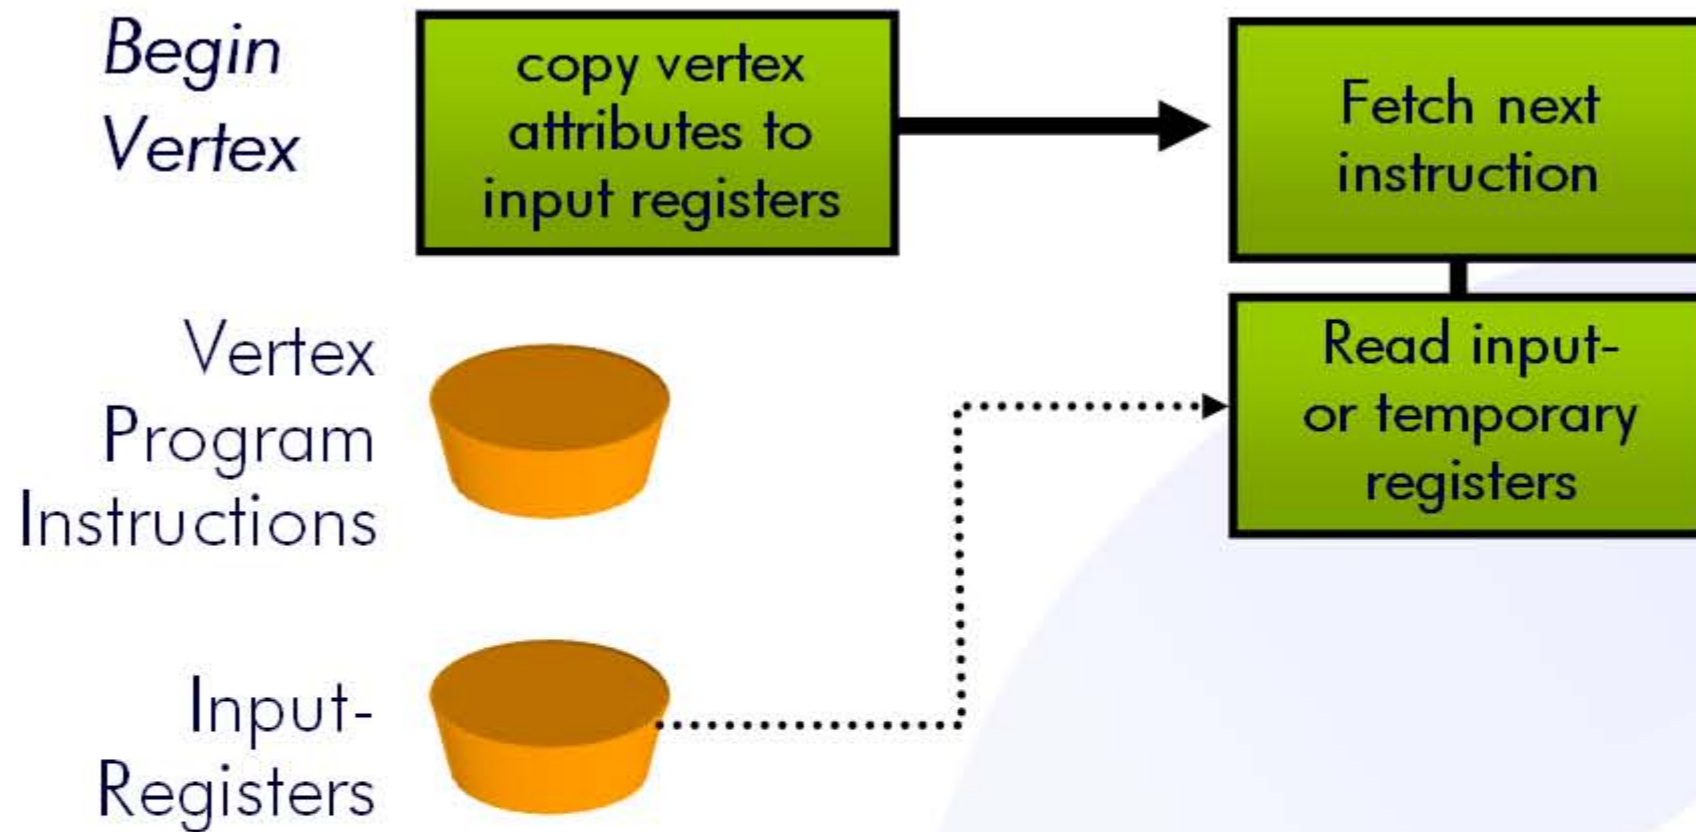 Begin
Vertex
copy vertex
attributes to
input registers
Fetch next
instruction
Vertex
Program
Instructions
Read input-
or temporary
registers
Input-
Registers